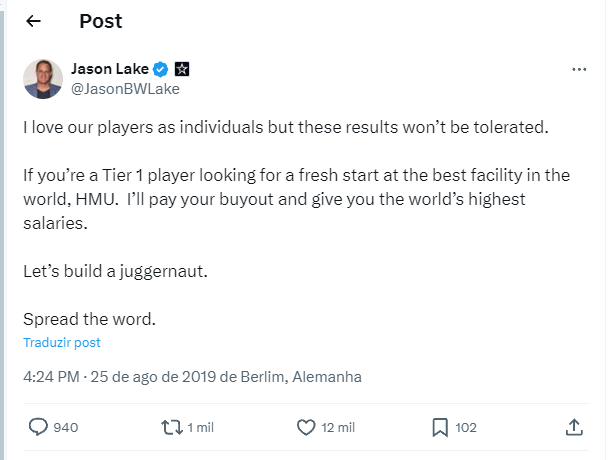 Post
Jason Lake
@JasonBWLake
I love our players as individuals but these results won’t be tolerated.
If you’re a Tier 1 player looking for a fresh start at the best facility in the
world, HMU.  I’ll pay your buyout and give you the world’s highest
salaries.
Let’s build a juggernaut.
Spread the word.
Traduzir post
4:24 PM · 25 de ago de 2019 de Berlim, Alemanha
940 1 mil 12 mil 102